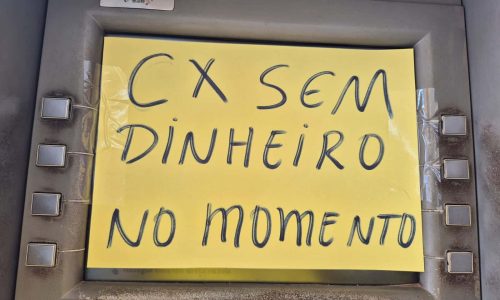 CX SEM
DINHEIRO
NO MOMENTO